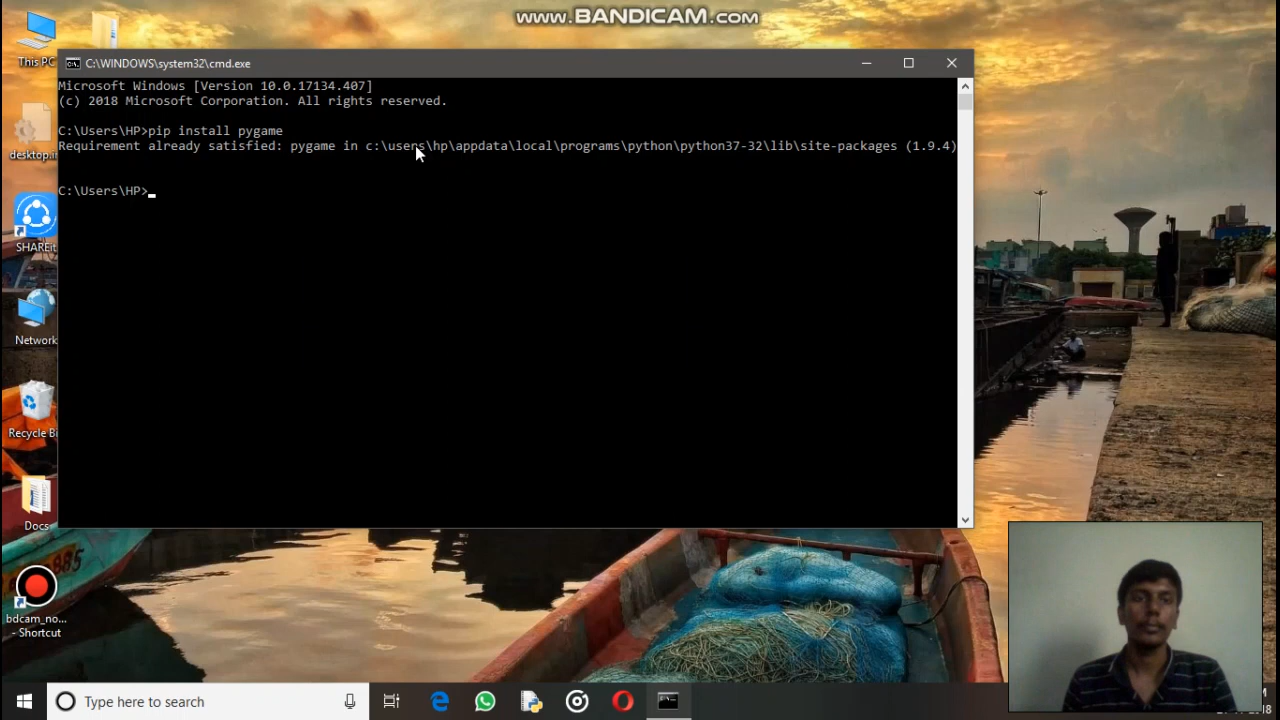 www.BANDICAM.com
This PC
C:\WINDOWS\system32\cmd.exe
Microsoft Windows [Version 10.0.17134.407]
(c) 2018 Microsoft Corporation. All rights reserved.
C:\Users\HP>pip install pygame
Requirement already satisfied: pygame in c:\users\hp\appdata\local\programs\python\python37-32\lib\site-packages (1.9.4)
C:\Users\HP>
SHAREit
Network
Recycle Bi
Docs
885
bdcam_no...
- Shortcut
Type here to search